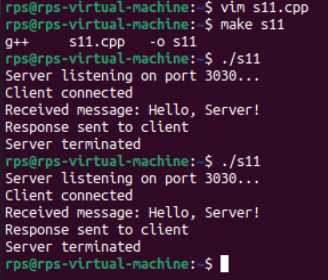 rps@rps-virtual-machine:~$ vim s11.cpp
rps@rps-virtual-machine:~$ make s11
g++     s11.cpp   -o s11
rps@rps-virtual-machine:~$ ./s11
Server listening on port 3030...
Client connected
Received message: Hello, Server!
Response sent to client
Server terminated
rps@rps-virtual-machine:~$ ./s11
Server listening on port 3030...
Client connected
Received message: Hello, Server!
Response sent to client
Server terminated
rps@rps-virtual-machine:~$